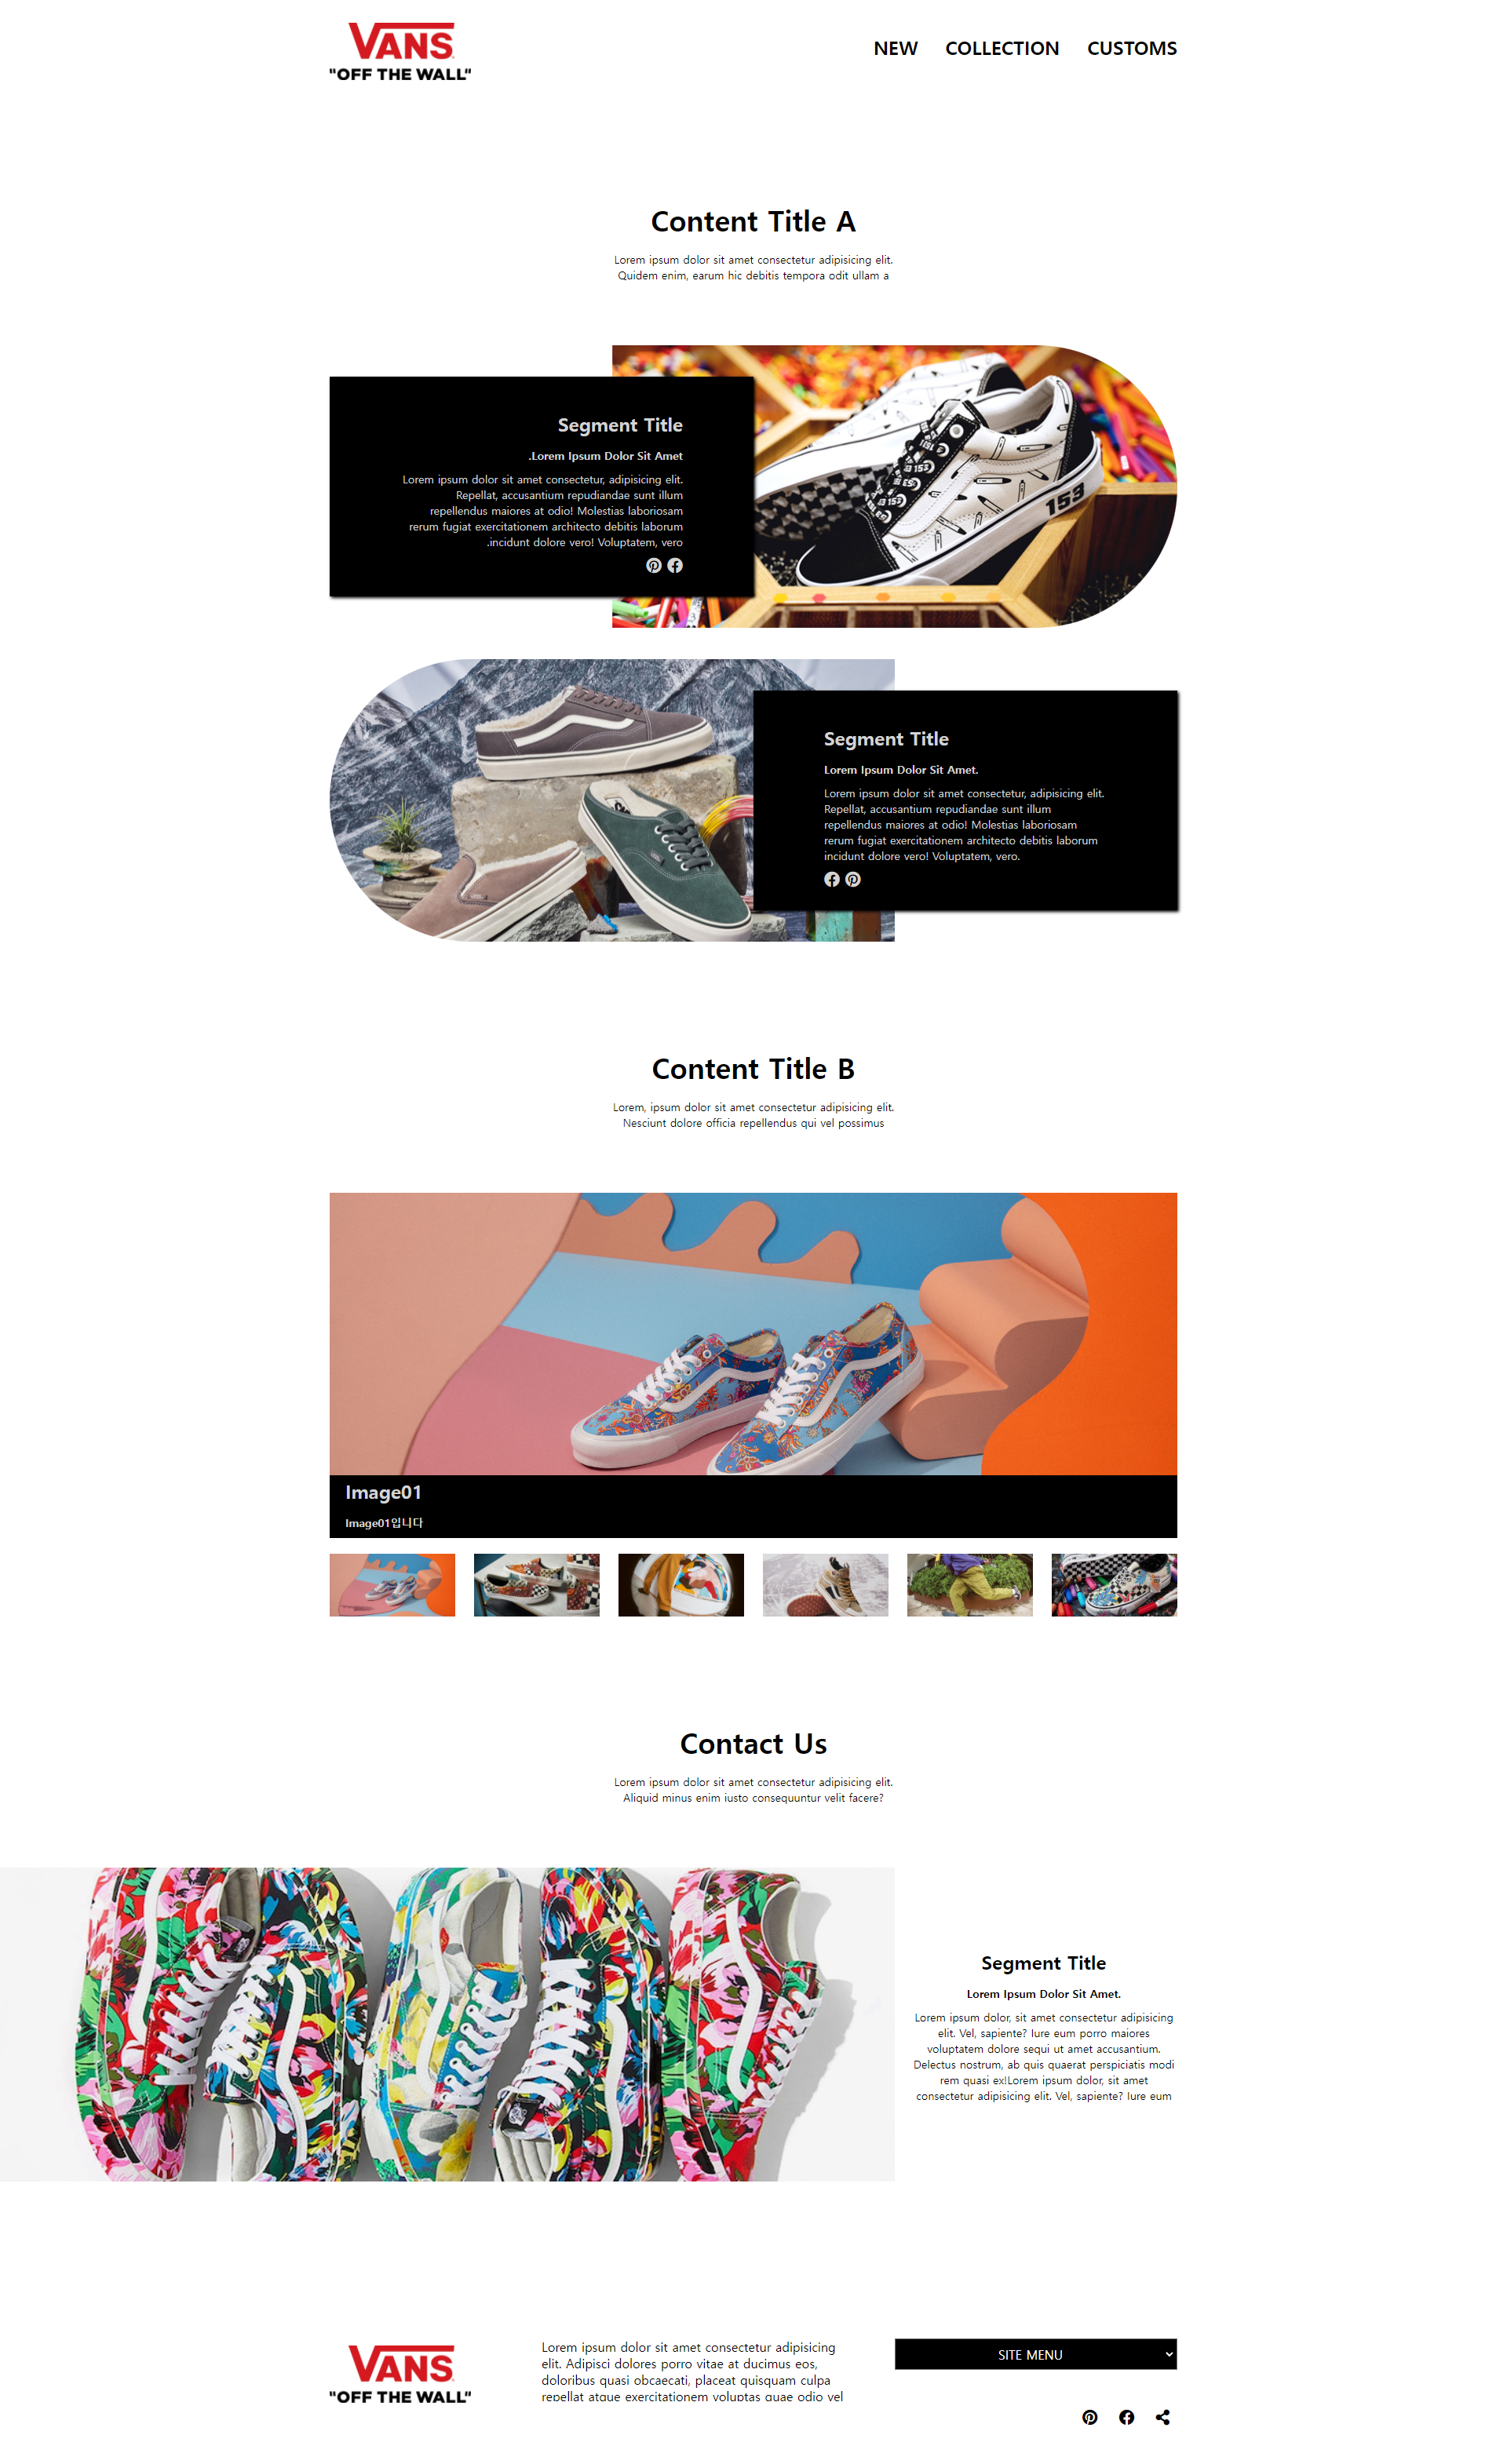 VANS
"OFF THE WALL"
NEW COLLECTION CUSTOMS
Content Title A
Lorem ipsum dolor sit amet consectetur adipisicing elit.
Quidem enim, earum hic debitis tempora odit ullam a
Segment Title
.Lorem Ipsum Dolor Sit Amet
Lorem ipsum dolor sit amet consectetur, adipisicing elit.
Repellat, accusantium repudiandae sunt illum
repellendus maiores at odio! Molestias laboriosam
rerum fugiat exercitationem architecto debitis laborum
.incidunt dolore vero! Voluptatem, vero
153
Segment Title
Lorem Ipsum Dolor Sit Amet.
Lorem ipsum dolor sit amet consectetur, adipisicing elit.
Repellat, accusantium repudiandae sunt illum
repellendus maiores at odio! Molestias laboriosam
rerum fugiat exercitationem architecto debitis laborum
incidunt dolore vero! Voluptatem, vero.
Content Title B
Lorem, ipsum dolor sit amet consectetur adipisicing elit.
Nesciunt dolore officia repellendus qui vel possimus
Image01
Image01입니다
Contact Us
Lorem ipsum dolor sit amet consectetur adipisicing elit.
Aliquid minus enim iusto consequuntur velit facere?
Segment Title
Lorem Ipsum Dolor Sit Amet.
Lorem ipsum dolor, sit amet consectetur adipisicing
elit. Vel, sapiente? Iure eum porro maiores
voluptatem dolore sequi ut amet accusantium.
Delectus nostrum, ab quis quaerat perspiciatis modi
rem quasi ex!Lorem ipsum dolor, sit amet
consectetur adipisicing elit. Vel, sapiente? Iure eum
VANS
"OFF THE WALL"
Lorem ipsum dolor sit amet consectetur adipisicing
elit. Adipisci dolores porro vitae at ducimus eos,
doloribus quasi obcaecati, placeat quisquam culpa
repellat atque exercitationem voluptas quae odio vel
SITE MENU